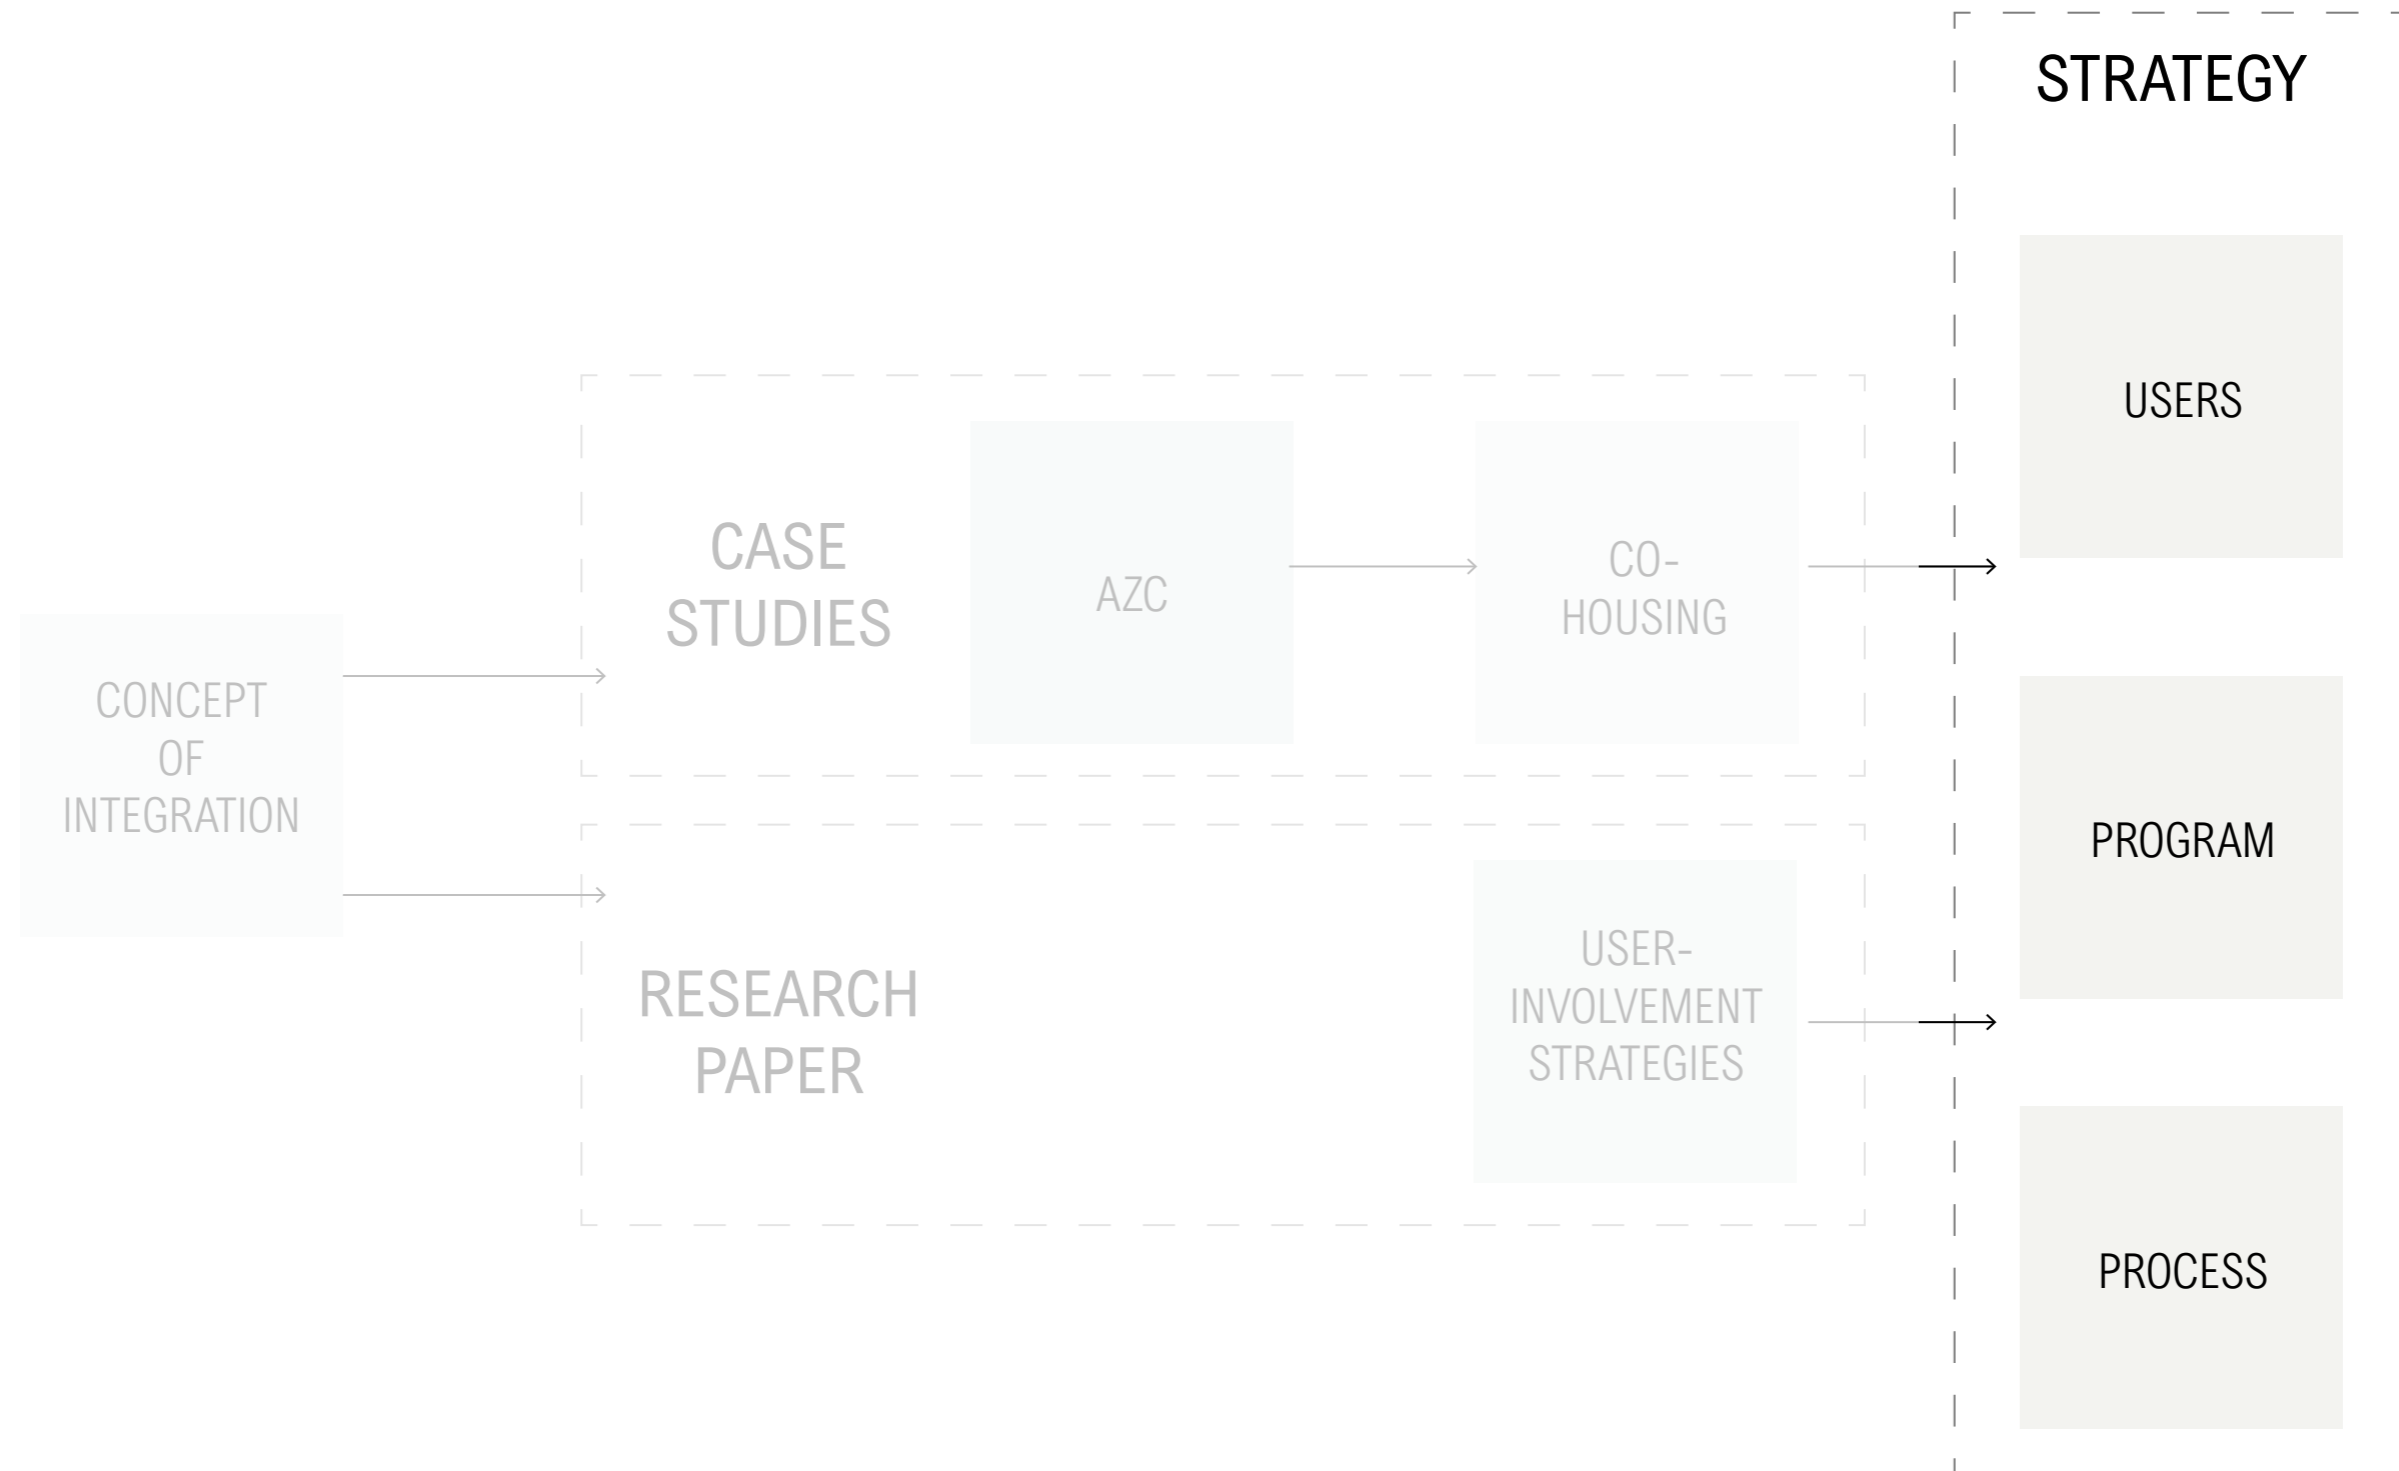 STRATEGY
USERS
CASE
STUDIES
AZC
CO-
HOUSING
CONCEPT
OF
INTEGRATION
PROGRAM
RESEARCH
PAPER
USER-
INVOLVEMENT
STRATEGIES
PROCESS